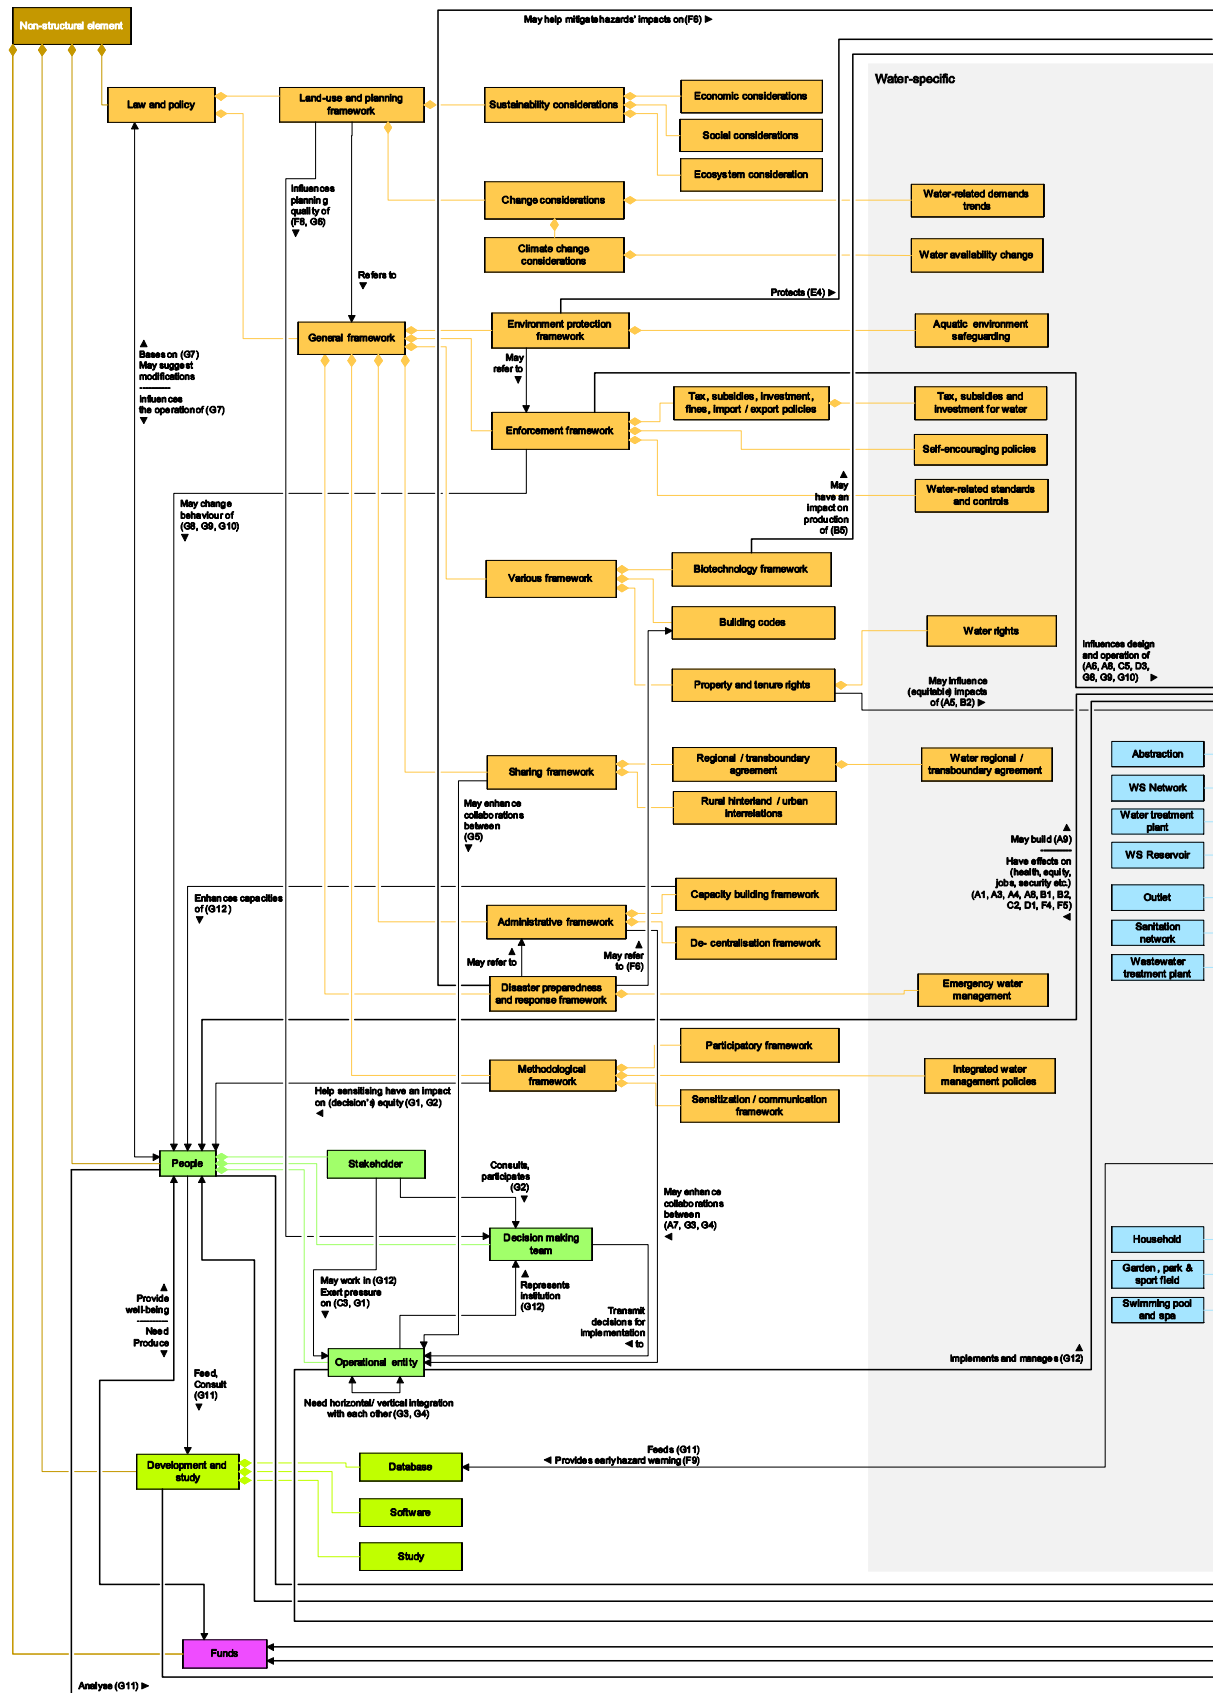 May help mitigate hazards' impacts on (F6) ►
Non-structural element
Water-specific
Law and policy
Land-use and planning
framework
Sustainability considerations
Economic considerations
Social considerations
Ecosystem consideration
Influences
planning
quality of
(F8, G5)
▼
Change considerations
Water-related demands
trends
Climate change
considerations
Water availability change
Refers to
▼
Protects (E4) ►
General framework
Environment protection
framework
Aquatic environment
safeguarding
▲
Bases on (G7)
May suggest
modifications
----------
Influences
the operation of (G7)
▼
May
refer to
▼
Tax, subsidies, investment,
fines, import / export policies
Tax, subsidies and
investment for water
Enforcement framework
Self-encouraging policies
Water-related standards
and controls
May change
behaviour of
(G8, G9, G10)
▼
▲
May
have an
impact on
production
of (B5)
Various framework
Biotechnology framework
Building codes
Water rights
Property and tenure rights
Influences design
and operation of
(A6, A8, C5, D3,
G8, G9, G10) ►
May influence
(equitable) impacts
of (A5, B2) ►
Sharing framework
Regional / transboundary
agreement
Water regional /
transboundary agreement
Rural hinterland / urban
interrelations
Abstraction
WS Network
Water treatment
plant
WS Reservoir
Outlet
Sanitation
network
Wastewater
treatment plant
May enhance
collaborations
between
(G5)
▼
▲
May build (A9)
----------
Have effects on
(health, equity,
jobs, security etc.)
(A1, A3, A4, A8, B1, B2,
C2, D1, F4, F5)
◄
Enhances capacities
of (G12)
▼
Capacity building framework
Administrative framework
De- centralisation framework
▲
May refer to
▲
May refer
to (F6)
Disaster preparedness
and response framework
Emergency water
management
Participatory framework
Methodological
framework
Integrated water
management policies
Sensitization / communication
framework
Help sensitising have an impact
on (decision's) equity (G1, G2)
◄
People
Stakeholder
Consults,
participates
(G2)
▼
May enhance
collaborations
between
(A7, G3, G4)
◄
Decision making
team
Household
Garden, park &
sport field
Swimming pool
and spa
▲
Provide
well-being
----------
Need
Produce
▼
May work in (G12)
Exert pressure
on (C3, G1)
▼
▲
Represents
institution
(G12)
Transmit
decisions for
implementation
◄ to
Operational entity
▲
Implements and manages (G12)
Feed,
Consult
(G11)
▼
Need horizontal/ vertical integration
with each other (G3, G4)
Development and
study
Database
Feeds (G11)
◄ Provides early hazard warning (F9)
Software
Study
Funds
Analyse (G11) ►